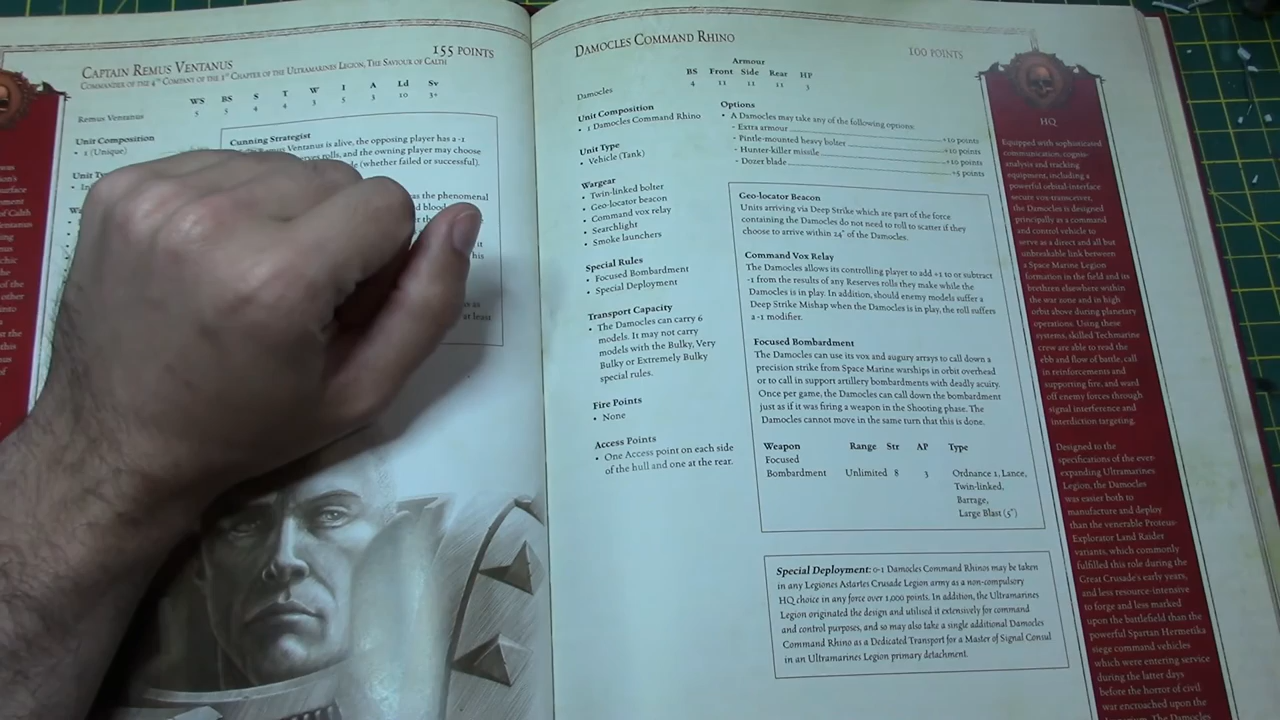 155 POINTS
CAPTAIN REMUS VENTANUS
COMMANDER OF THE 4TH COMPANY OF THE 1ST CHAPTER OF THE ULTRAMARINES LEGION, THE SAVIOUR OF CALTH
WS BS S T W I A Ld Sv
Remus Ventanus 5 5 4 4 3 5 3 10 3+
Unit Composition
• 1 (Unique)
Cunning Strategist
Ventanus is alive, the opposing player has a -1
rolls, and the owning player may choose
(whether failed or successful).
was the phenomenal
it
his
at least
DAMOCLES COMMAND RHINO
100 POINTS
Armour
BS Front Side Rear HP
Damocles 4 11 11 11 3
Unit Composition
• 1 Damocles Command Rhino
Unit Type
• Vehicle (Tank)
Wargear
• Twin-linked bolter
• Geo-locator beacon
• Command vox relay
• Searchlight
• Smoke launchers
Special Rules
• Focused Bombardment
• Special Deployment
Transport Capacity
• The Damocles can carry 6
models. It may not carry
models with the Bulky, Very
Bulky or Extremely Bulky
special rules.
Fire Points
• None
Access Points
• One Access point on each side
of the hull and one at the rear.
Options
• A Damocles may take any of the following options:
- Extra armour +10 points
- Pintle-mounted heavy bolter +10 points
- Hunter-killer missile +10 points
- Dozer blade +5 points
Geo-locator Beacon
Units arriving via Deep Strike which are part of the force
containing the Damocles do not need to roll to scatter if they
choose to arrive within 24" of the Damocles.
Command Vox Relay
The Damocles allows its controlling player to add +1 to or subtract
-1 from the results of any Reserves rolls they make while the
Damocles is in play. In addition, should enemy models suffer a
Deep Strike Mishap when the Damocles is in play, the roll suffers
a -1 modifier.
Focused Bombardment
The Damocles can use its vox and augury arrays to call down a
precision strike from Space Marine warships in orbit overhead
or to call in support artillery bombardments with deadly acuity.
Once per game, the Damocles can call down the bombardment
just as if it was firing a weapon in the Shooting phase. The
Damocles cannot move in the same turn that this is done.
Weapon Range Str AP Type
Focused
Bombardment Unlimited 8 3 Ordnance 1, Lance,
Twin-linked,
Barrage,
Large Blast (5")
Special Deployment: 0-1 Damocles Command Rhinos may be taken
in any Legiones Astartes Crusade Legion army as a non-compulsory
HQ choice in any force over 1,000 points. In addition, the Ultramarines
Legion originated the design and utilised it extensively for command
and control purposes, and so may also take a single additional Damocles
Command Rhino as a Dedicated Transport for a Master of Signal Consul
in an Ultramarines Legion primary detachment.
HQ
Equipped with sophisticated
communication, cogno-
analysis and tracking
equipment, including a
powerful orbital-interface
secure vox-transceiver,
the Damocles is designed
principally as a command
and control vehicle to
serve as a direct and all but
unbreakable link between
a Space Marine Legion
formation in the field and its
brethren elsewhere within
the war zone and in high
orbit above during planetary
operations. Using these
systems, skilled Techmarine
crew are able to read the
ebb and flow of battle, call
in reinforcements and
supporting fire, and ward
off enemy forces through
signal interference and
interdiction targeting.
Designed to the
specifications of the ever-
expanding Ultramarines
Legion, the Damocles
was easier both to
manufacture and deploy
than the venerable Proteus-
Explorator Land Raider
variants, which commonly
fulfilled this role during the
Great Crusade's early years,
and less resource-intensive
to forge and less marked
upon the battlefield than the
powerful Spartan Hermetika
siege command vehicles
which were entering service
during the latter days
before the horror of civil
war encroached upon the
The Damocles